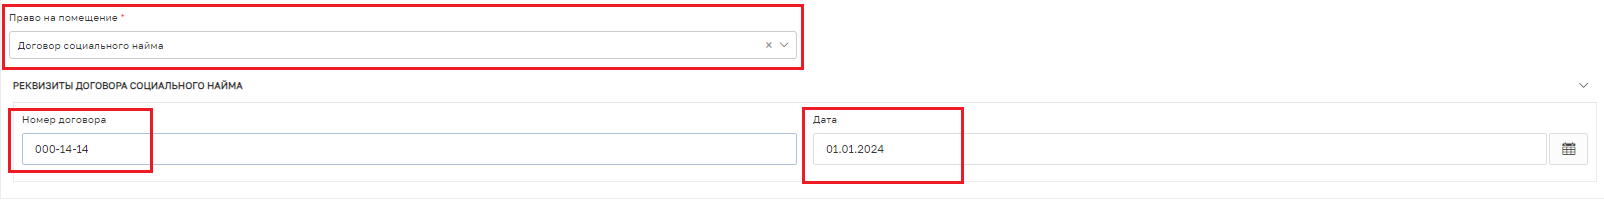 Право на помещение *
Договор социального найма
РЕКВИЗИТЫ ДОГОВОРА СОЦИАЛЬНОГО НАЙМА
Номер договора
Дата
000-14-14
01.01.2024